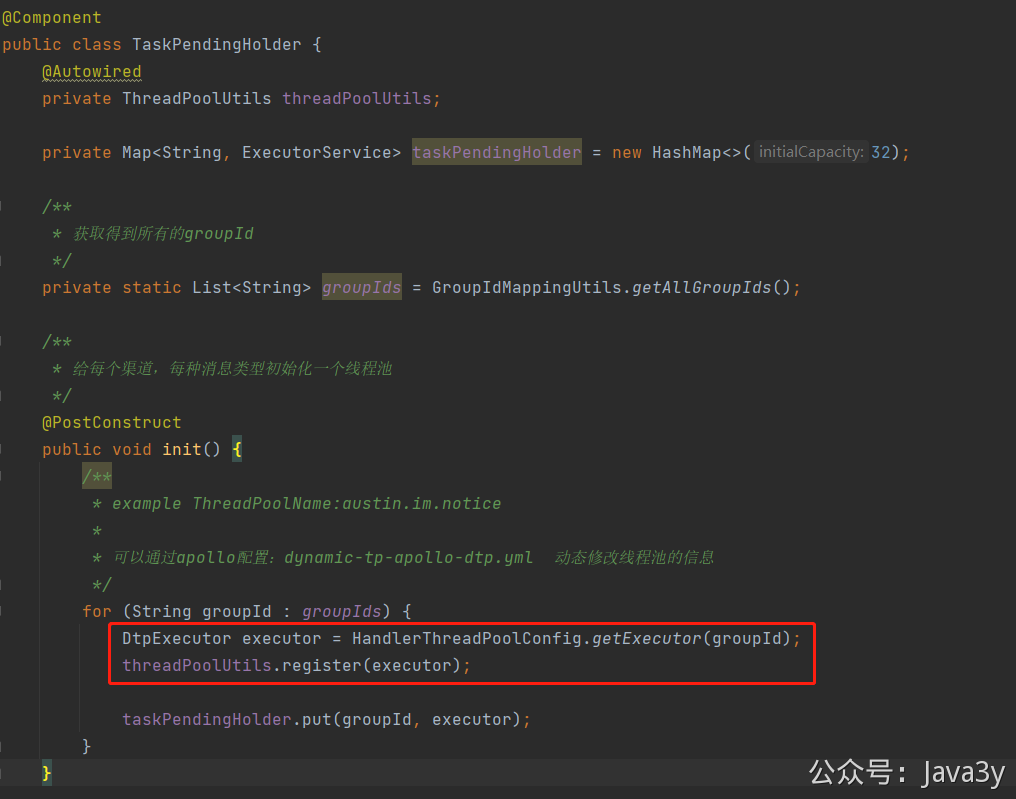 @Component
public class TaskPendingHolder {
@Autowired
private ThreadPoolUtils threadPoolUtils;
private Map<String, ExecutorService> taskPendingHolder = new HashMap<>( initialCapacity: 32);
/**
* 获取得到所有的groupId
*/
private static List<String> groupIds = GroupIdMappingUtils.getAllGroupIds();
/**
* 给每个渠道，每种消息类型初始化一个线程池
*/
@PostConstruct
public void init() {
/**
* example ThreadPoolName:austin.im.notice
*
* 可以通过apollo配置：dynamic-tp-apollo-dtp.yml 动态修改线程池的信息
*/
for (String groupId : groupIds) {
DtpExecutor executor = HandlerThreadPoolConfig.getExecutor(groupId);
threadPoolUtils.register(executor);
taskPendingHolder.put(groupId, executor);
}
}
公众号：Java3y